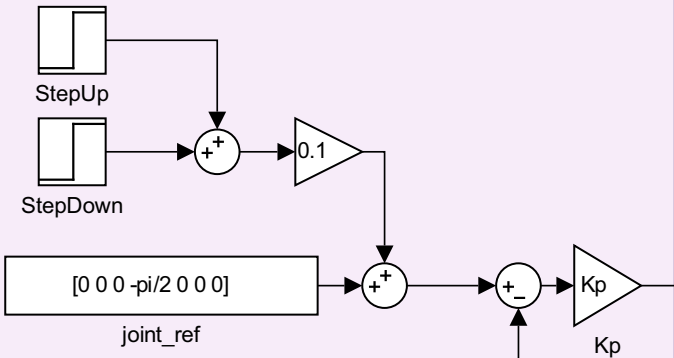 StepUp
+
+
0.1
StepDown
[0 0 0 -pi/2 0 0 0]
+
+
+
−
Kp
joint_ref
Kp